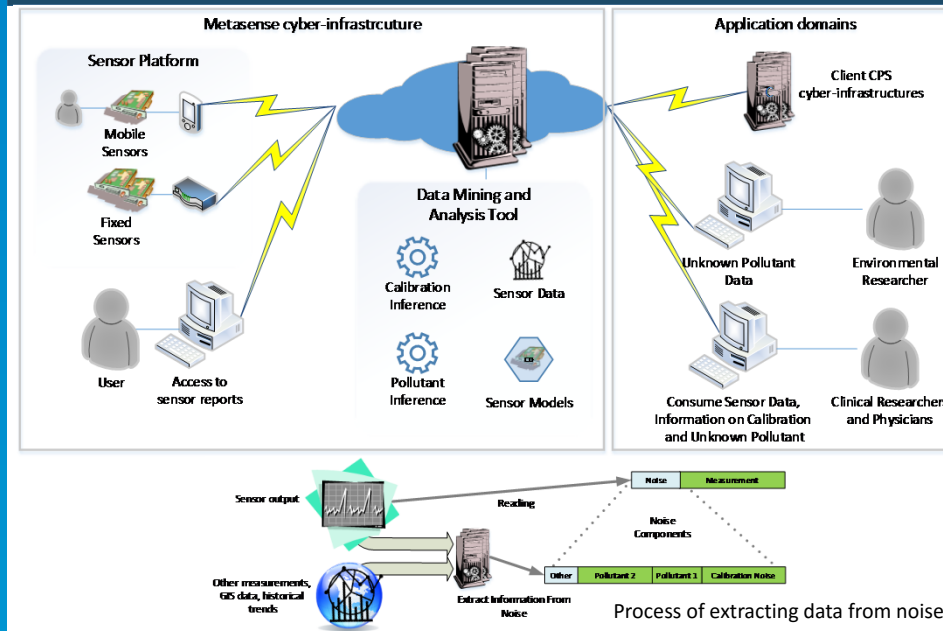 Metasense cyber-infrastrcuture
Application domains
Sensor Platform
Mobile
Sensors
Fixed
Sensors
User
Access to
sensor reports
Data Mining and
Analysis Tool
Calibration
Inference
Sensor Data
Pollutant
Inference
Sensor Models
Client CPS
cyber-infrastructures
Unknown Pollutant
Data
Environmental
Researcher
Consume Sensor Data,
Information on Calibration
and Unknown Pollutant
Clinical Researchers
and Physicians
Sensor output
Reading
Noise
Measurement
Noise
Components
Other measurements,
GIS data, historical
trends
Extract Information From
Noise
Other
Pollutant 2
Pollutant 1
Calibration Noise
Process of extracting data from noise